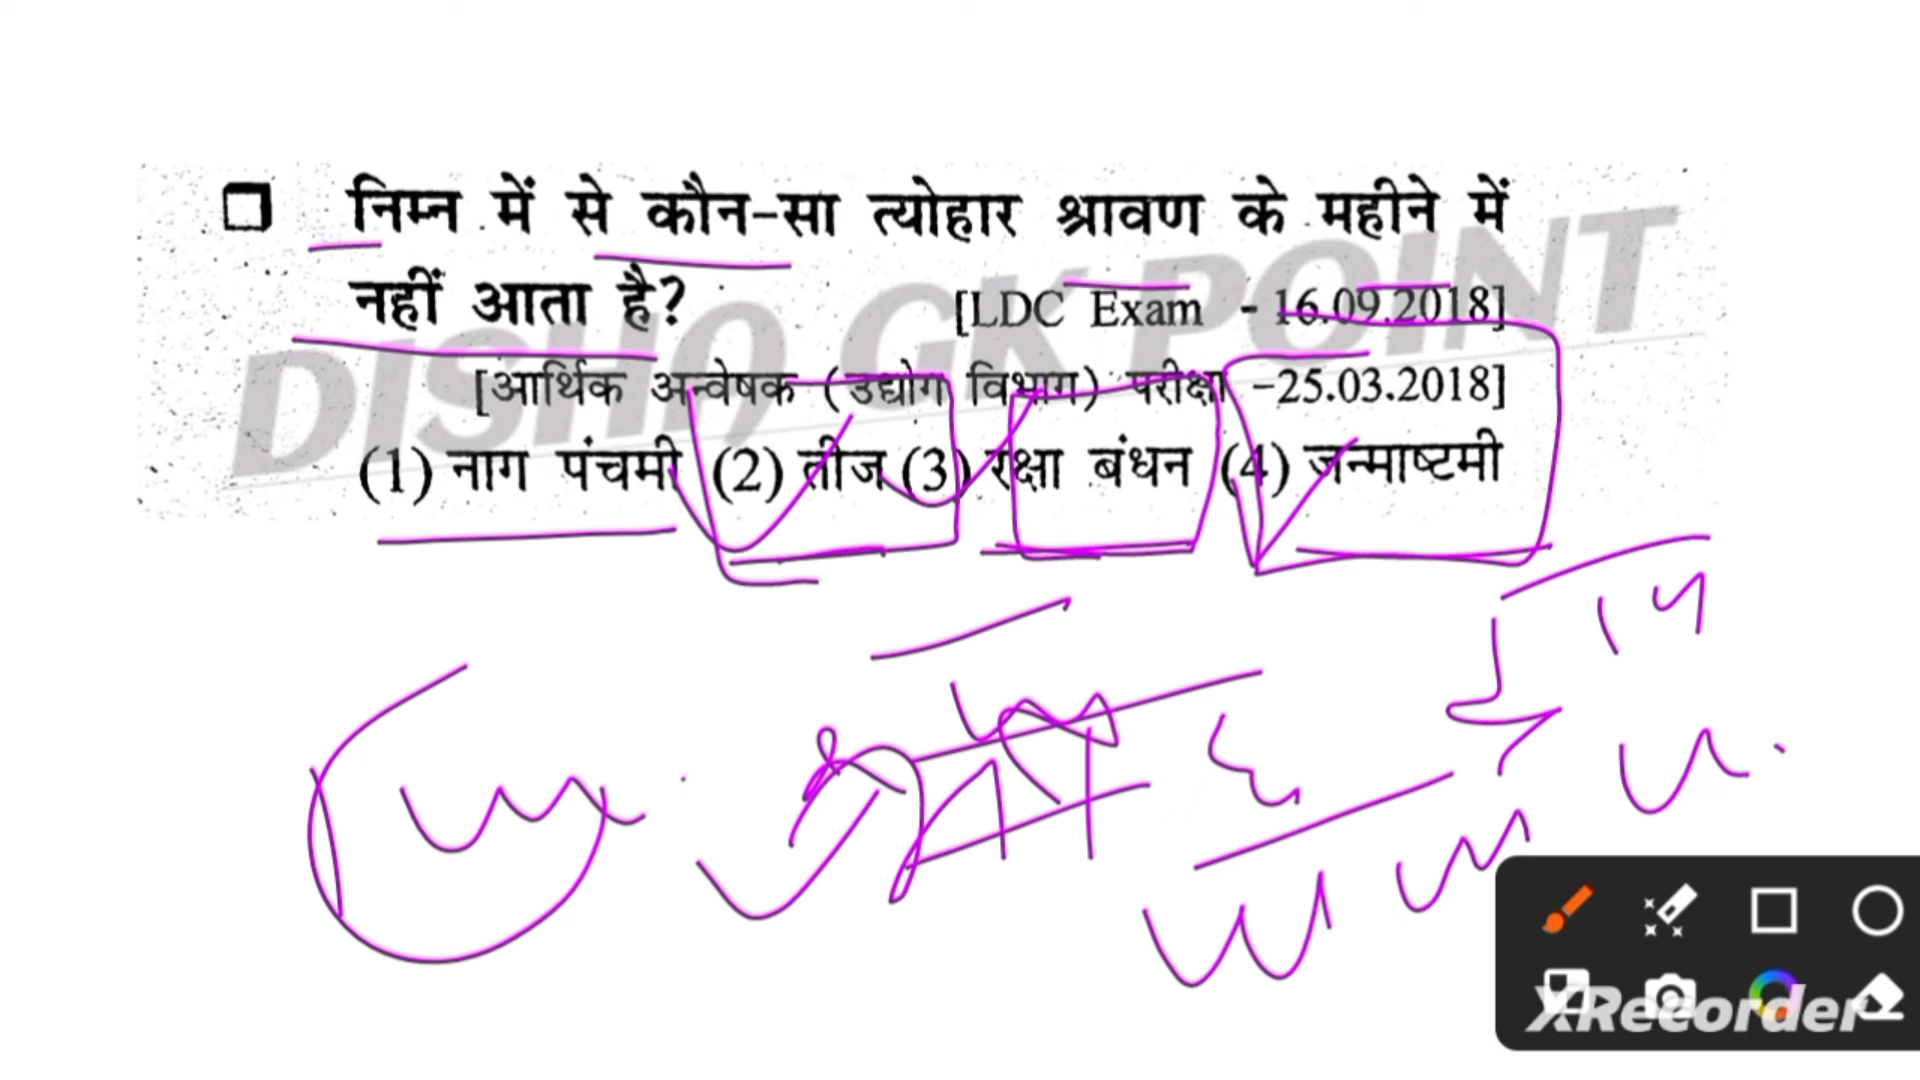 निम्न में से कौन-सा त्योहार श्रावण के महीने में
नहीं आता है? [LDC Exam - 16.09.2018]
[आर्थिक अन्वेषक (उद्योग विभाग) परीक्षा -25.03.2018]
(1) नाग पंचमी (2) तीज (3) रक्षा बंधन (4) जन्माष्टमी
GK POINT
XRecorder